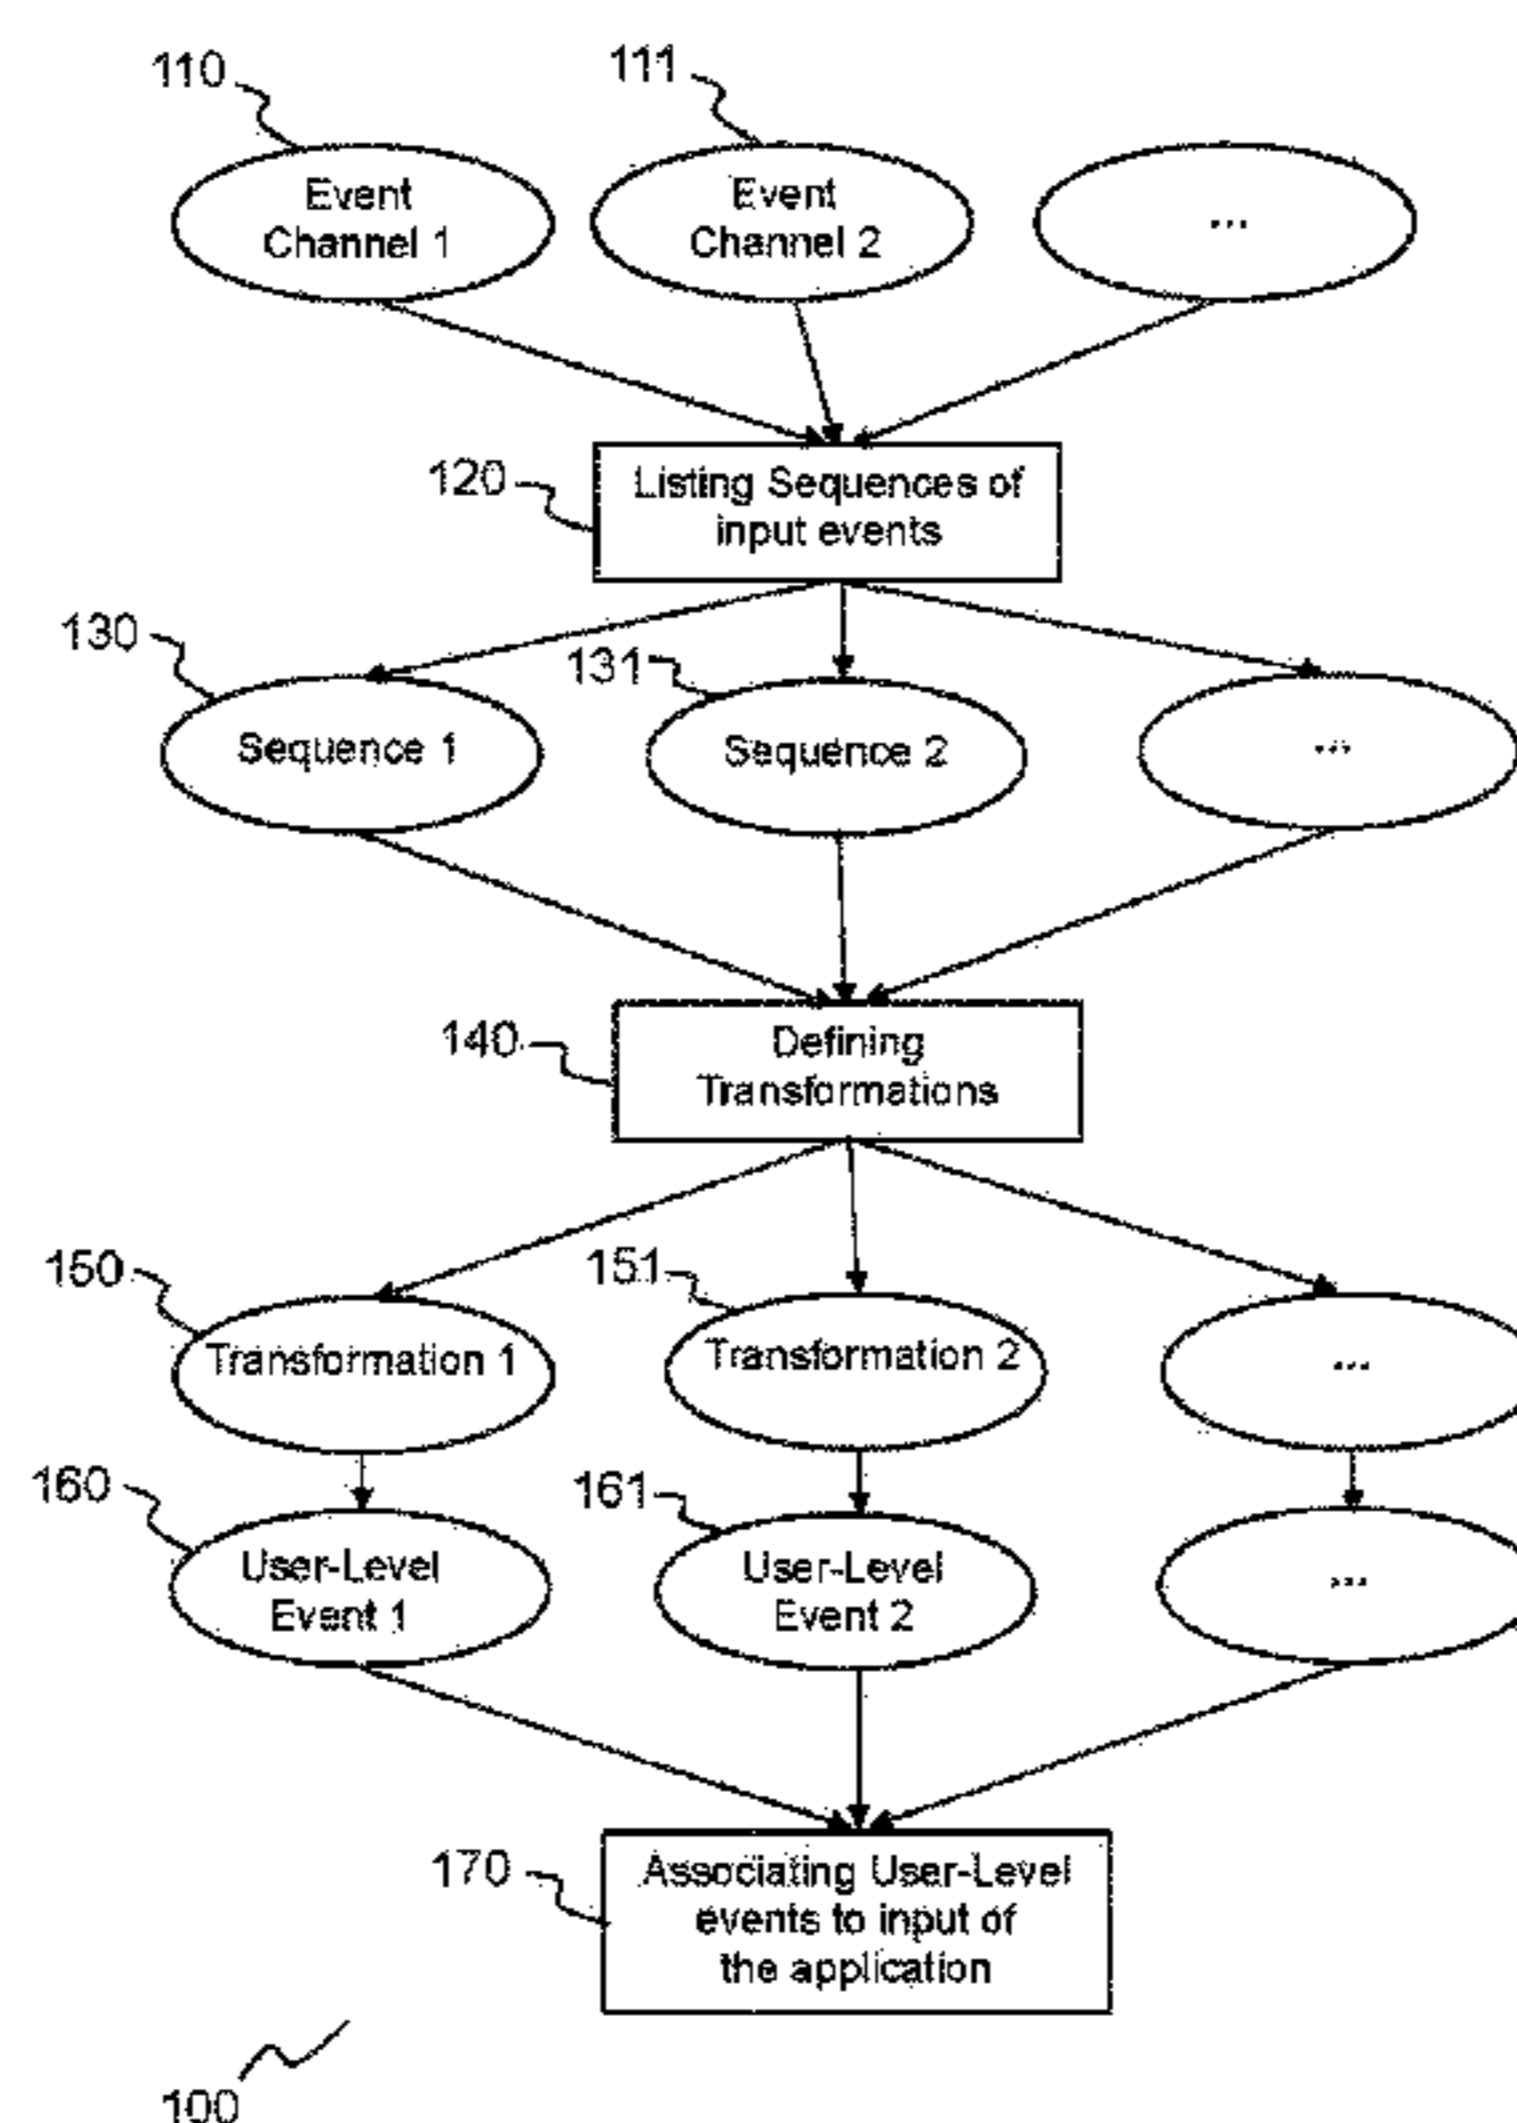 110
111
Event
Channel 1
Event
Channel 2
...
120
Listing Sequences of
input events
130
131
Sequence 1
Sequence 2
...
140
Defining
Transformations
150
151
Transformation 1
Transformation 2
...
160
161
User-Level
Event 1
User-Level
Event 2
...
170
Associating User-Level
events to input of
the application
100